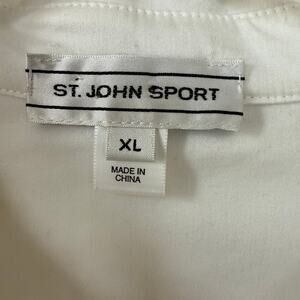 ST. JOHN SPORT
XL
MADE IN
CHINA